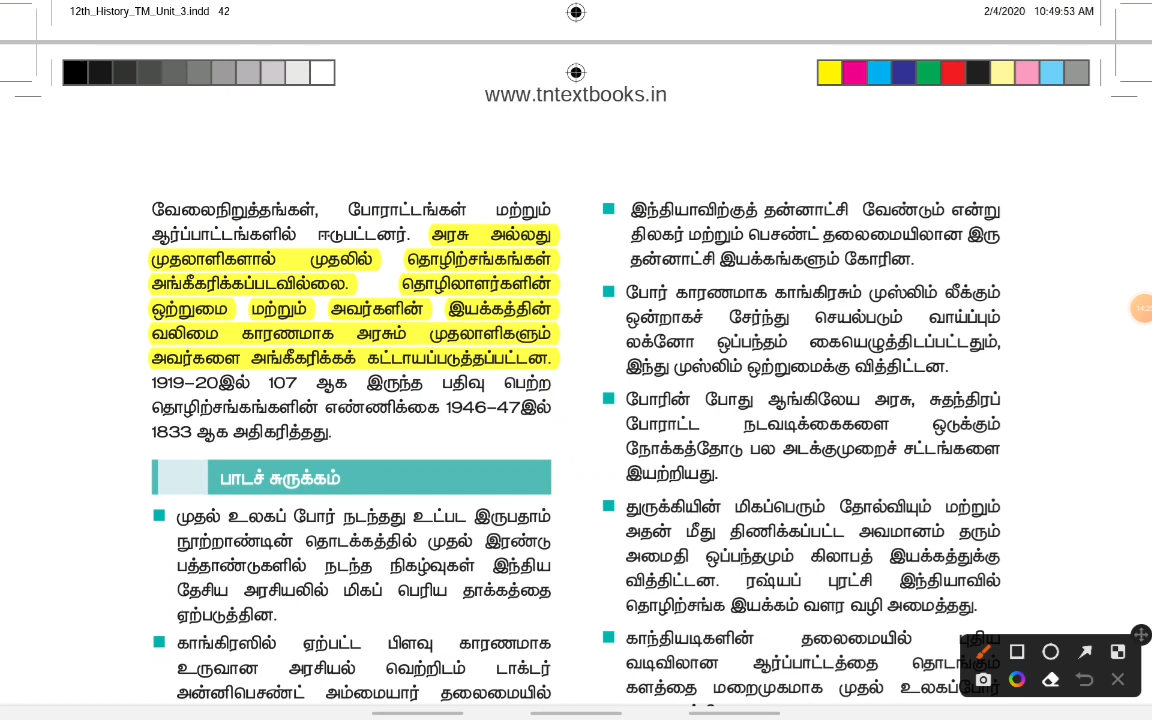 12th_History_TM_Unit_3.indd 42
2/4/2020 10:49:53 AM
www.tntextbooks.in
வேலைநிறுத்தங்கள், போராட்டங்கள் மற்றும்
ஆர்ப்பாட்டங்களில் ஈடுபட்டனர். அரசு அல்லது
முதலாளிகளால் முதலில் தொழிற்சங்கங்கள்
அங்கீகரிக்கப்படவில்லை. தொழிலாளர்களின்
ஒற்றுமை மற்றும் அவர்களின் இயக்கத்தின்
வலிமை காரணமாக அரசும் முதலாளிகளும்
அவர்களை அங்கீகரிக்கக் கட்டாயப்படுத்தப்பட்டன.
1919–20இல் 107 ஆக இருந்த பதிவு பெற்ற
தொழிற்சங்கங்களின் எண்ணிக்கை 1946–47இல்
1833 ஆக அதிகரித்தது.
பாடச் சுருக்கம்
முதல் உலகப் போர் நடந்தது உட்பட இருபதாம்
நூற்றாண்டின் தொடக்கத்தில் முதல் இரண்டு
பத்தாண்டுகளில் நடந்த நிகழ்வுகள் இந்திய
தேசிய அரசியலில் மிகப் பெரிய தாக்கத்தை
ஏற்படுத்தின.
காங்கிரஸில் ஏற்பட்ட பிளவு காரணமாக
உருவான அரசியல் வெற்றிடம் டாக்டர்
அன்னிபெசண்ட் அம்மையார் தலைமையில்
இந்தியாவிற்குத் தன்னாட்சி வேண்டும் என்று
திலகர் மற்றும் பெசண்ட் தலைமையிலான இரு
தன்னாட்சி இயக்கங்களும் கோரின.
போர் காரணமாக காங்கிரசும் முஸ்லிம் லீக்கும்
ஒன்றாகச் சேர்ந்து செயல்படும் வாய்ப்பும்
லக்னோ ஒப்பந்தம் கையெழுத்திடப்பட்டதும்,
இந்து முஸ்லிம் ஒற்றுமைக்கு வித்திட்டன.
போரின் போது ஆங்கிலேய அரசு, சுதந்திரப்
போராட்ட நடவடிக்கைகளை ஒடுக்கும்
நோக்கத்தோடு பல அடக்குமுறைச் சட்டங்களை
இயற்றியது.
துருக்கியின் மிகப்பெரும் தோல்வியும் மற்றும்
அதன் மீது திணிக்கப்பட்ட அவமானம் தரும்
அமைதி ஒப்பந்தமும் கிலாபத் இயக்கத்துக்கு
வித்திட்டன. ரஷ்யப் புரட்சி இந்தியாவில்
தொழிற்சங்க இயக்கம் வளர வழி அமைத்தது.
காந்தியடிகளின் தலைமையில் புதிய
வடிவிலான ஆர்ப்பாட்டத்தை தொடங்கும்
களத்தை மறைமுகமாக முதல் உலகப்போர்